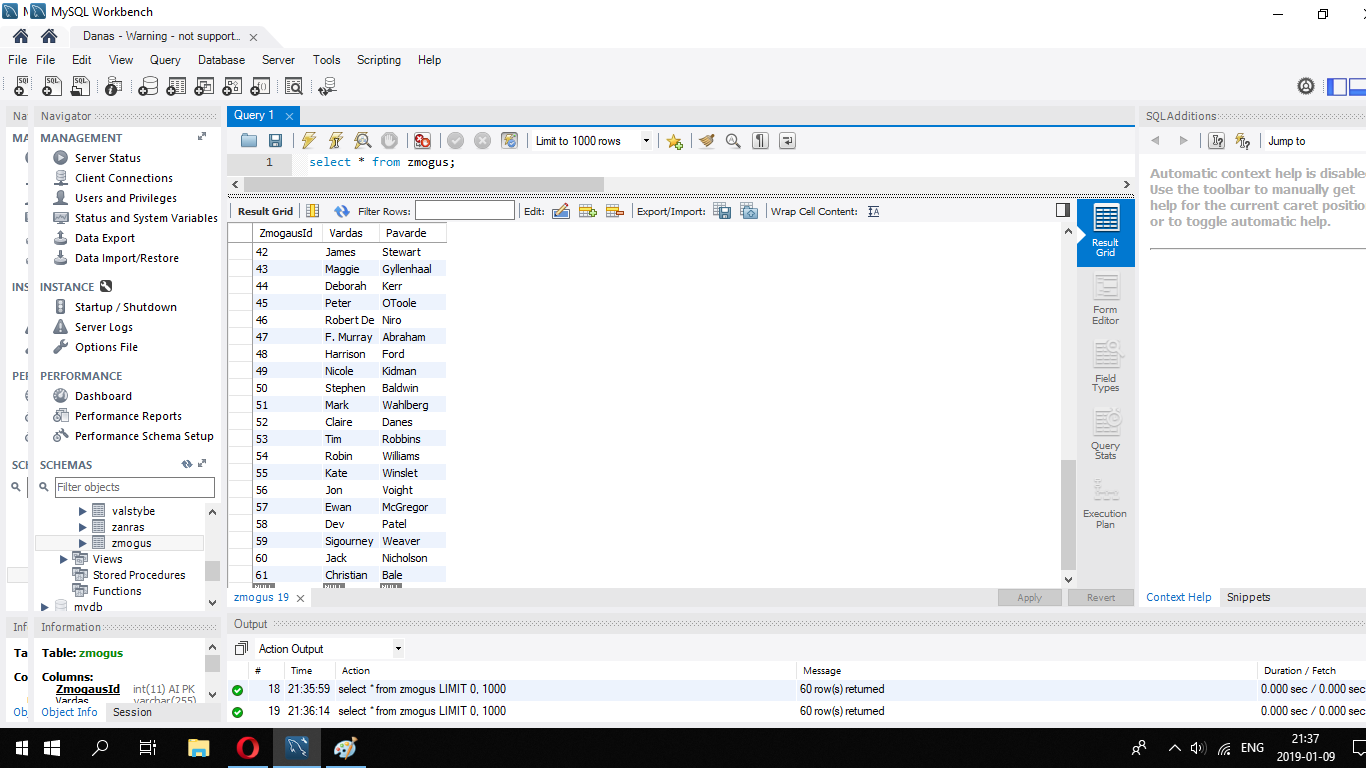 MySQL Workbench
Danas - Warning - not support...
File File Edit View Query Database Server Tools Scripting Help
Na Navigator
MA MANAGEMENT
Server Status
Client Connections
Users and Privileges
Status and System Variables
Data Export
Data Import/Restore
INS INSTANCE
Startup / Shutdown
Server Logs
Options File
PER PERFORMANCE
Dashboard
Performance Reports
Performance Schema Setup
SCH SCHEMAS
Filter objects
valstybe
zanras
zmogus
Views
Stored Procedures
Functions
mydb
Inf Information
Ta Table: zmogus
Co Columns:
ZmogausId int(11) AI PK
Vardas varchar(255)
Ob Object Info Session
Query 1
Limit to 1000 rows
1 select * from zmogus;
Result Grid Filter Rows: Edit: Export/Import: Wrap Cell Content:
ZmogausId Vardas Pavarde
42 James Stewart
43 Maggie Gyllenhaal
44 Deborah Kerr
45 Peter OToole
46 Robert De Niro
47 F. Murray Abraham
48 Harrison Ford
49 Nicole Kidman
50 Stephen Baldwin
51 Mark Wahlberg
52 Claire Danes
53 Tim Robbins
54 Robin Williams
55 Kate Winslet
56 Jon Voight
57 Ewan McGregor
58 Dev Patel
59 Sigourney Weaver
60 Jack Nicholson
61 Christian Bale
NULL NULL NULL
Result
Grid
Form
Editor
Field
Types
Query
Stats
Execution
Plan
zmogus 19 Apply Revert
SQLAdditions
Jump to
Automatic context help is disable
Use the toolbar to manually get
help for the current caret positio
or to toggle automatic help.
Context Help Snippets
Output
Action Output
# Time Action Message Duration / Fetch
18 21:35:59 select * from zmogus LIMIT 0, 1000 60 row(s) returned 0.000 sec / 0.000 sec
19 21:36:14 select * from zmogus LIMIT 0, 1000 60 row(s) returned 0.000 sec / 0.000 sec
ENG
21:37
2019-01-09